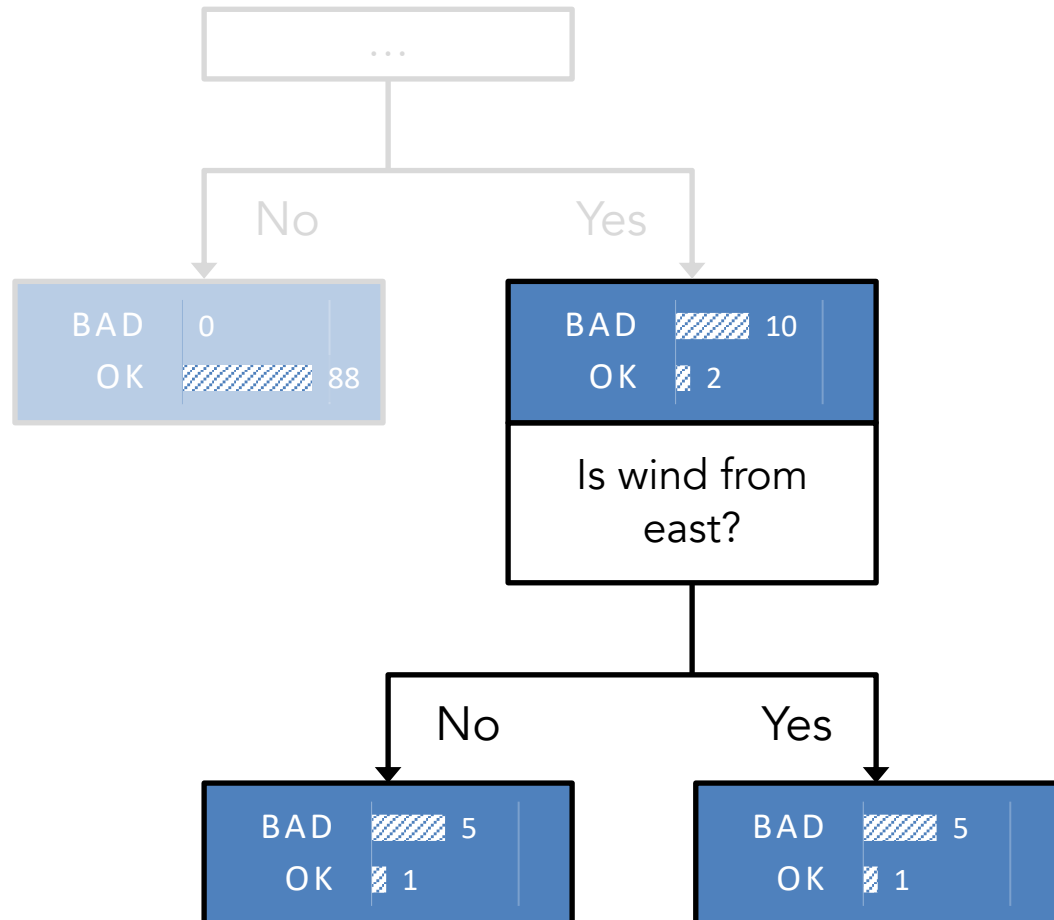 ...
No
Yes
BAD 0
OK 88
BAD 10
OK 2
Is wind from
east?
No
Yes
BAD 5
OK 1
BAD 5
OK 1